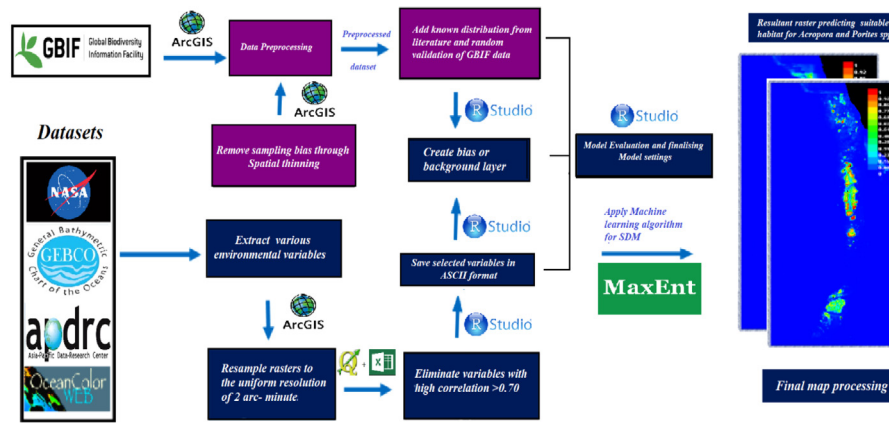 GBIF
Global Biodiversity
Information Facility
ArcGIS
Data Preprocessing
Preprocessed
dataset
Add known distribution from
literature and random
validation of GBIF data
Resultant raster predicting suitable
habitat for Acropora and Porites spp
ArcGIS
R Studio
Remove sampling bias through
Spatial thinning
Datasets
NASA
General Bathymetric
GEBCO
Chart of the Oceans
apdrc
Asia-Pacific Data-Research Center
OceanColor
WEB
Create bias or
background layer
R Studio
Model Evaluation and finalising
Model settings
Extract various
environmental variables
R Studio
Save selected variables in
ASCII format
Apply Machine
learning algorithm
for SDM
MaxEnt
ArcGIS
R Studio
Resample rasters to
the uniform resolution
of 2 arc- minute.
+
Eliminate variables with
high correlation >0.70
Final map processing